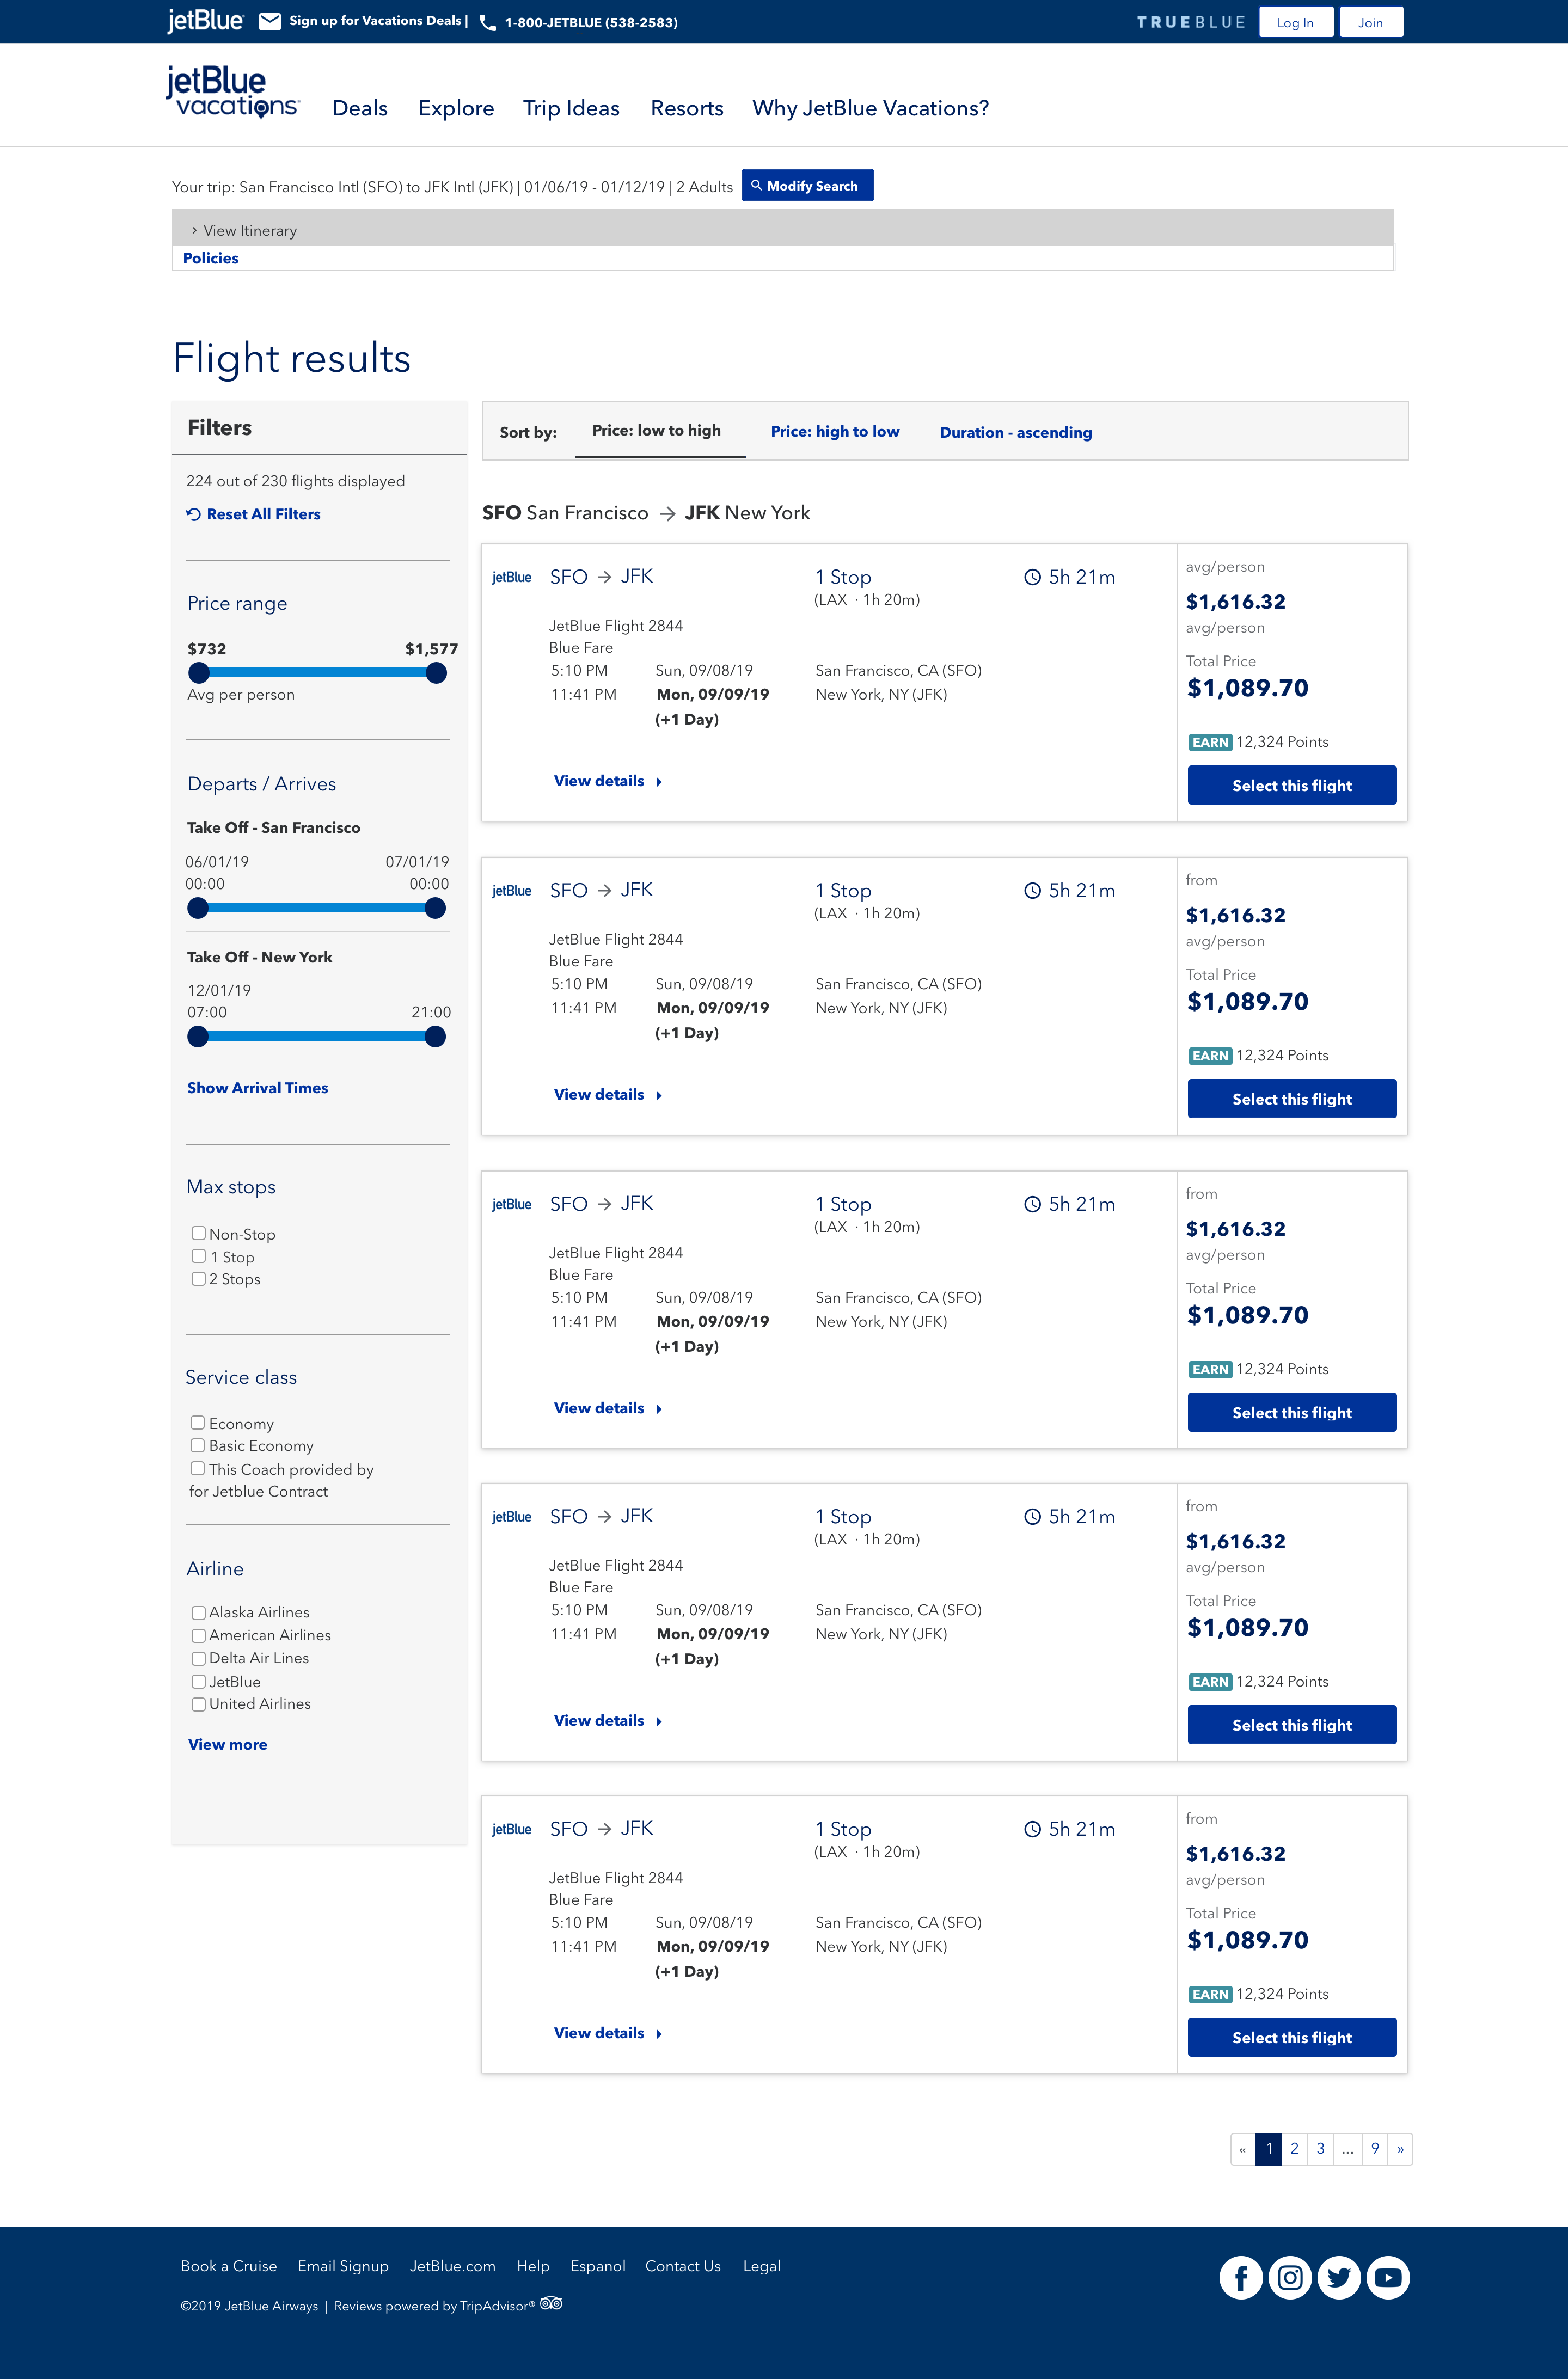 jetBlue Sign up for Vacations Deals | 1-800-JETBLUE (538-2583) TRUEBLUE Log In Join
jetBlue
vacations Deals Explore Trip Ideas Resorts Why JetBlue Vacations?
Your trip: San Francisco Intl (SFO) to JFK Intl (JFK) | 01/06/19 - 01/12/19 | 2 Adults Modify Search
› View Itinerary
Policies
Flight results
Filters
224 out of 230 flights displayed
Reset All Filters
Price range
$732 $1,577
Avg per person
Departs / Arrives
Take Off - San Francisco
06/01/19 07/01/19
00:00 00:00
Take Off - New York
12/01/19
07:00 21:00
Show Arrival Times
Max stops
Non-Stop
1 Stop
2 Stops
Service class
Economy
Basic Economy
This Coach provided by
for Jetblue Contract
Airline
Alaska Airlines
American Airlines
Delta Air Lines
JetBlue
United Airlines
View more
Sort by: Price: low to high Price: high to low Duration - ascending
SFO San Francisco → JFK New York
jetBlue SFO → JFK 1 Stop 5h 21m
(LAX · 1h 20m)
JetBlue Flight 2844
Blue Fare
5:10 PM Sun, 09/08/19 San Francisco, CA (SFO)
11:41 PM Mon, 09/09/19 New York, NY (JFK)
(+1 Day)
View details
avg/person
$1,616.32
avg/person
Total Price
$1,089.70
EARN 12,324 Points
Select this flight
jetBlue SFO → JFK 1 Stop 5h 21m
(LAX · 1h 20m)
JetBlue Flight 2844
Blue Fare
5:10 PM Sun, 09/08/19 San Francisco, CA (SFO)
11:41 PM Mon, 09/09/19 New York, NY (JFK)
(+1 Day)
View details
from
$1,616.32
avg/person
Total Price
$1,089.70
EARN 12,324 Points
Select this flight
jetBlue SFO → JFK 1 Stop 5h 21m
(LAX · 1h 20m)
JetBlue Flight 2844
Blue Fare
5:10 PM Sun, 09/08/19 San Francisco, CA (SFO)
11:41 PM Mon, 09/09/19 New York, NY (JFK)
(+1 Day)
View details
from
$1,616.32
avg/person
Total Price
$1,089.70
EARN 12,324 Points
Select this flight
jetBlue SFO → JFK 1 Stop 5h 21m
(LAX · 1h 20m)
JetBlue Flight 2844
Blue Fare
5:10 PM Sun, 09/08/19 San Francisco, CA (SFO)
11:41 PM Mon, 09/09/19 New York, NY (JFK)
(+1 Day)
View details
from
$1,616.32
avg/person
Total Price
$1,089.70
EARN 12,324 Points
Select this flight
jetBlue SFO → JFK 1 Stop 5h 21m
(LAX · 1h 20m)
JetBlue Flight 2844
Blue Fare
5:10 PM Sun, 09/08/19 San Francisco, CA (SFO)
11:41 PM Mon, 09/09/19 New York, NY (JFK)
(+1 Day)
View details
from
$1,616.32
avg/person
Total Price
$1,089.70
EARN 12,324 Points
Select this flight
« 1 2 3 ... 9 »
Book a Cruise Email Signup JetBlue.com Help Espanol Contact Us Legal
©2019 JetBlue Airways | Reviews powered by TripAdvisor®